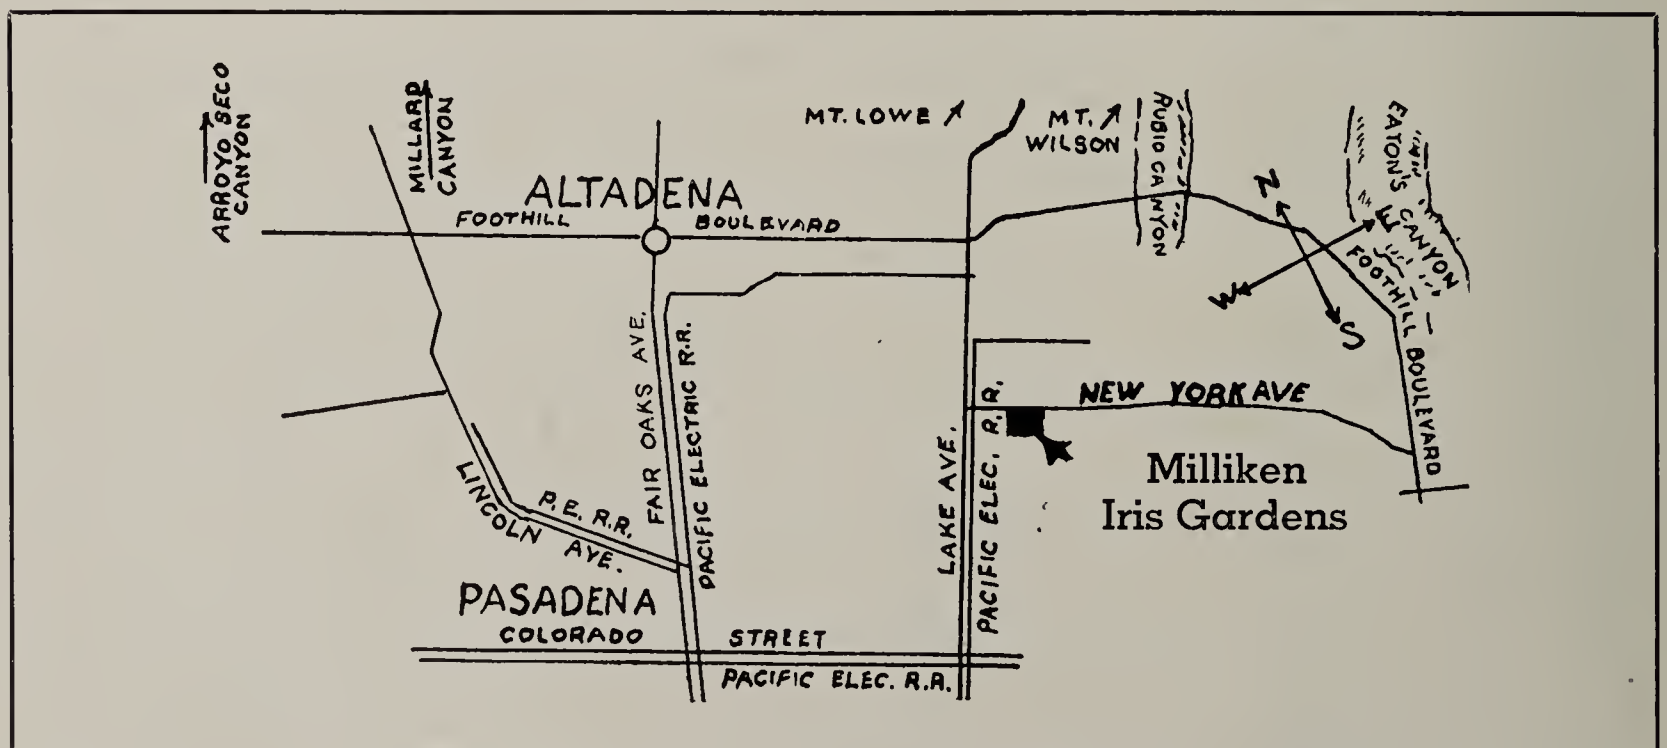 ARROYO SECO
CANYON
MILLARD
CANYON
MT. LOWE
MT.
WILSON
RUBIO CANYON
EATON'S CANYON
ALTADENA
FOOTHILL BOULEVARD
N
E
W
S
FOOTHILL BOULEVARD
FAIR OAKS AVE.
PACIFIC ELECTRIC R.R.
NEW YORK AVE
LAKE AVE.
PACIFIC ELEC. R.R.
Milliken
Iris Gardens
P.E. R.R.
LINCOLN AVE.
PASADENA
COLORADO STREET
PACIFIC ELEC. R.R.